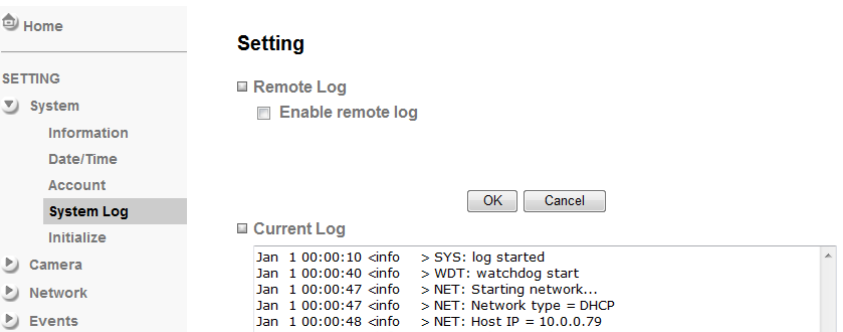 Home
SETTING
System
Information
Date/Time
Account
System Log
Initialize
Camera
Network
Events
Setting
Remote Log
Enable remote log
OK Cancel
Current Log
Jan 1 00:00:10 <info > SYS: log started
Jan 1 00:00:40 <info > WDT: watchdog start
Jan 1 00:00:47 <info > NET: Starting network...
Jan 1 00:00:47 <info > NET: Network type = DHCP
Jan 1 00:00:48 <info > NET: Host IP = 10.0.0.79